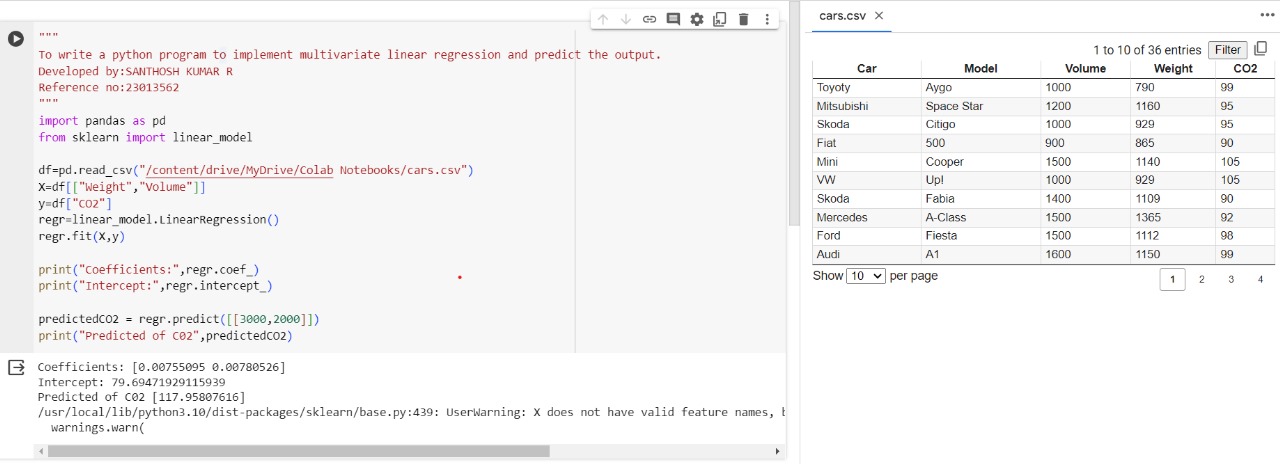 """
To write a python program to implement multivariate linear regression and predict the output.
Developed by:SANTHOSH KUMAR R
Reference no:23013562
"""
import pandas as pd
from sklearn import linear_model
df=pd.read_csv("/content/drive/MyDrive/Colab Notebooks/cars.csv")
X=df[["Weight","Volume"]]
y=df["CO2"]
regr=linear_model.LinearRegression()
regr.fit(X,y)
print("Coefficients:",regr.coef_)
print("Intercept:",regr.intercept_)
predictedCO2 = regr.predict([[3000,2000]])
print("Predicted of C02",predictedCO2)
Coefficients: [0.00755095 0.00780526]
Intercept: 79.69471929115939
Predicted of C02 [117.95807616]
/usr/local/lib/python3.10/dist-packages/sklearn/base.py:439: UserWarning: X does not have valid feature names,
warnings.warn(
cars.csv
1 to 10 of 36 entries Filter
Car Model Volume Weight CO2
Toyoty Aygo 1000 790 99
Mitsubishi Space Star 1200 1160 95
Skoda Citigo 1000 929 95
Fiat 500 900 865 90
Mini Cooper 1500 1140 105
VW Up! 1000 929 105
Skoda Fabia 1400 1109 90
Mercedes A-Class 1500 1365 92
Ford Fiesta 1500 1112 98
Audi A1 1600 1150 99
Show 10 per page 1 2 3 4